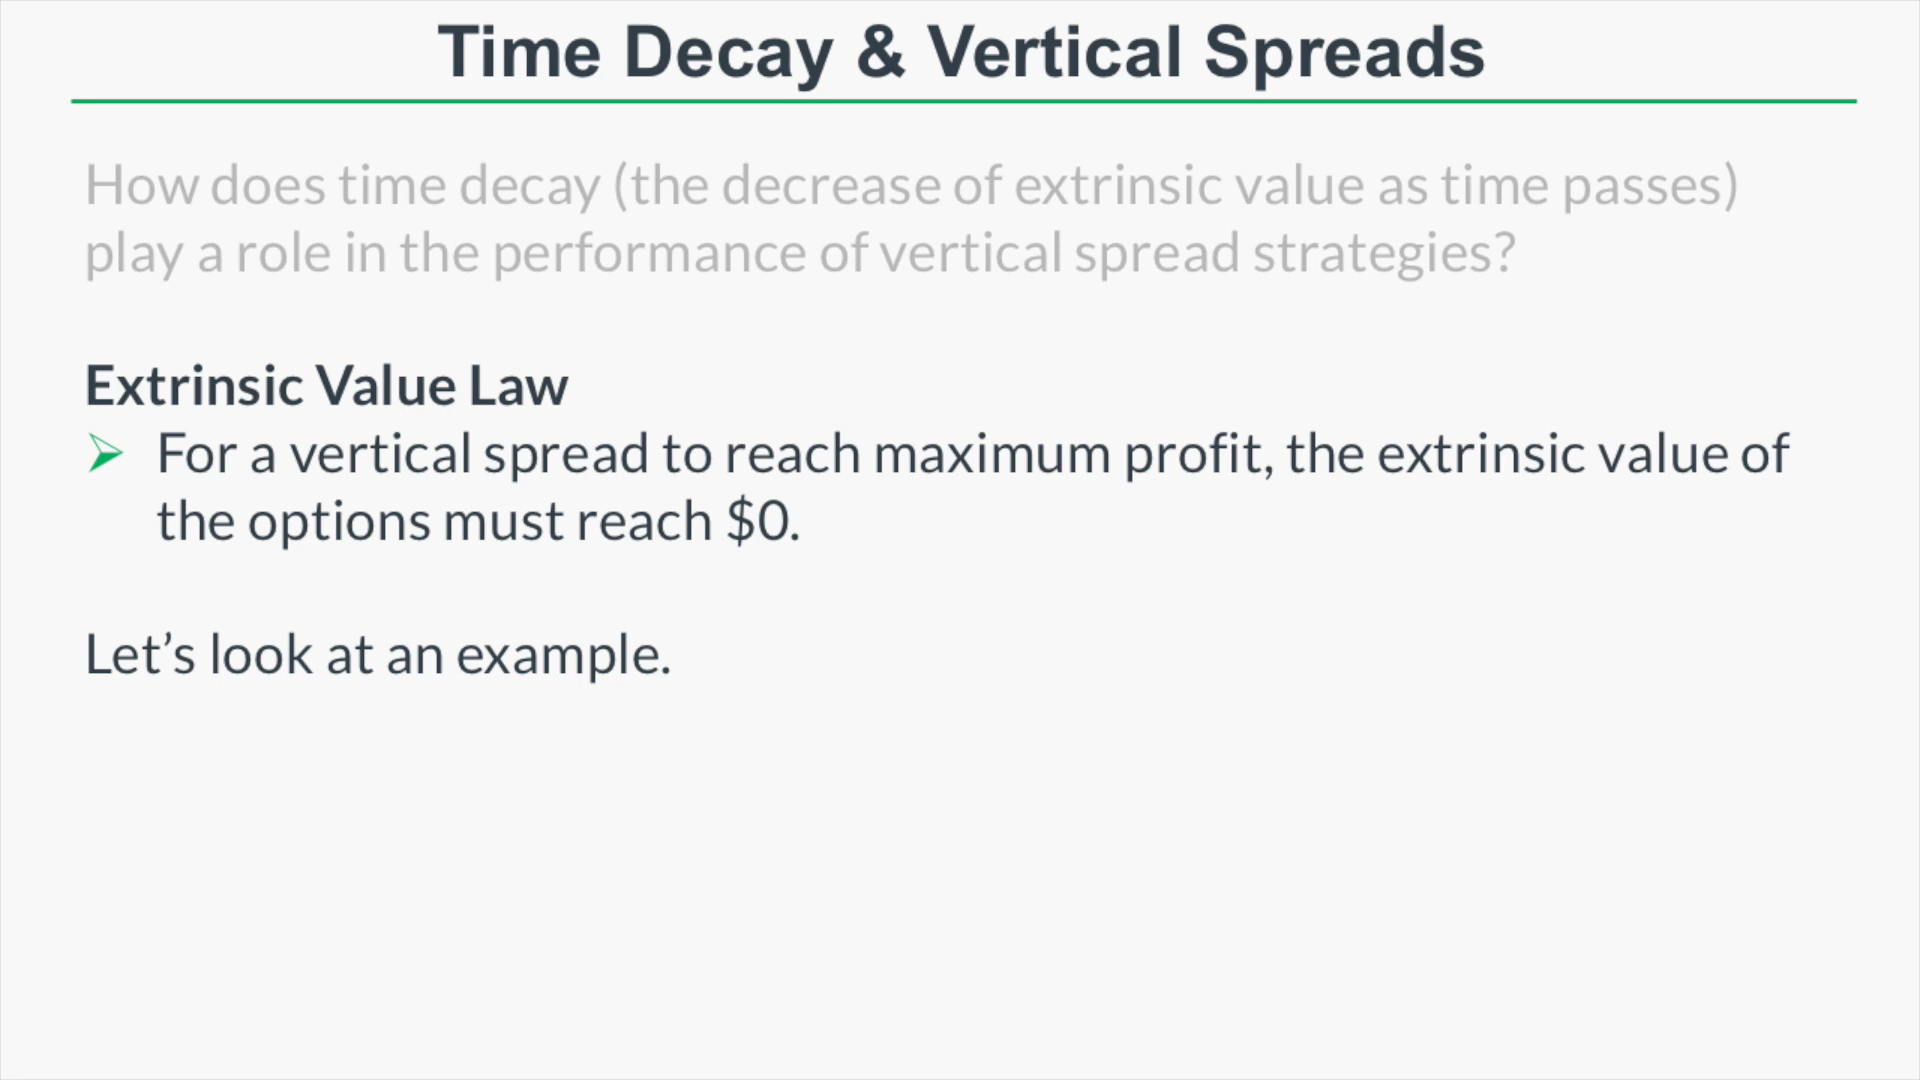 Time Decay & Vertical Spreads
How does time decay (the decrease of extrinsic value as time passes)
play a role in the performance of vertical spread strategies?
Extrinsic Value Law
For a vertical spread to reach maximum profit, the extrinsic value of
the options must reach $0.
Let’s look at an example.